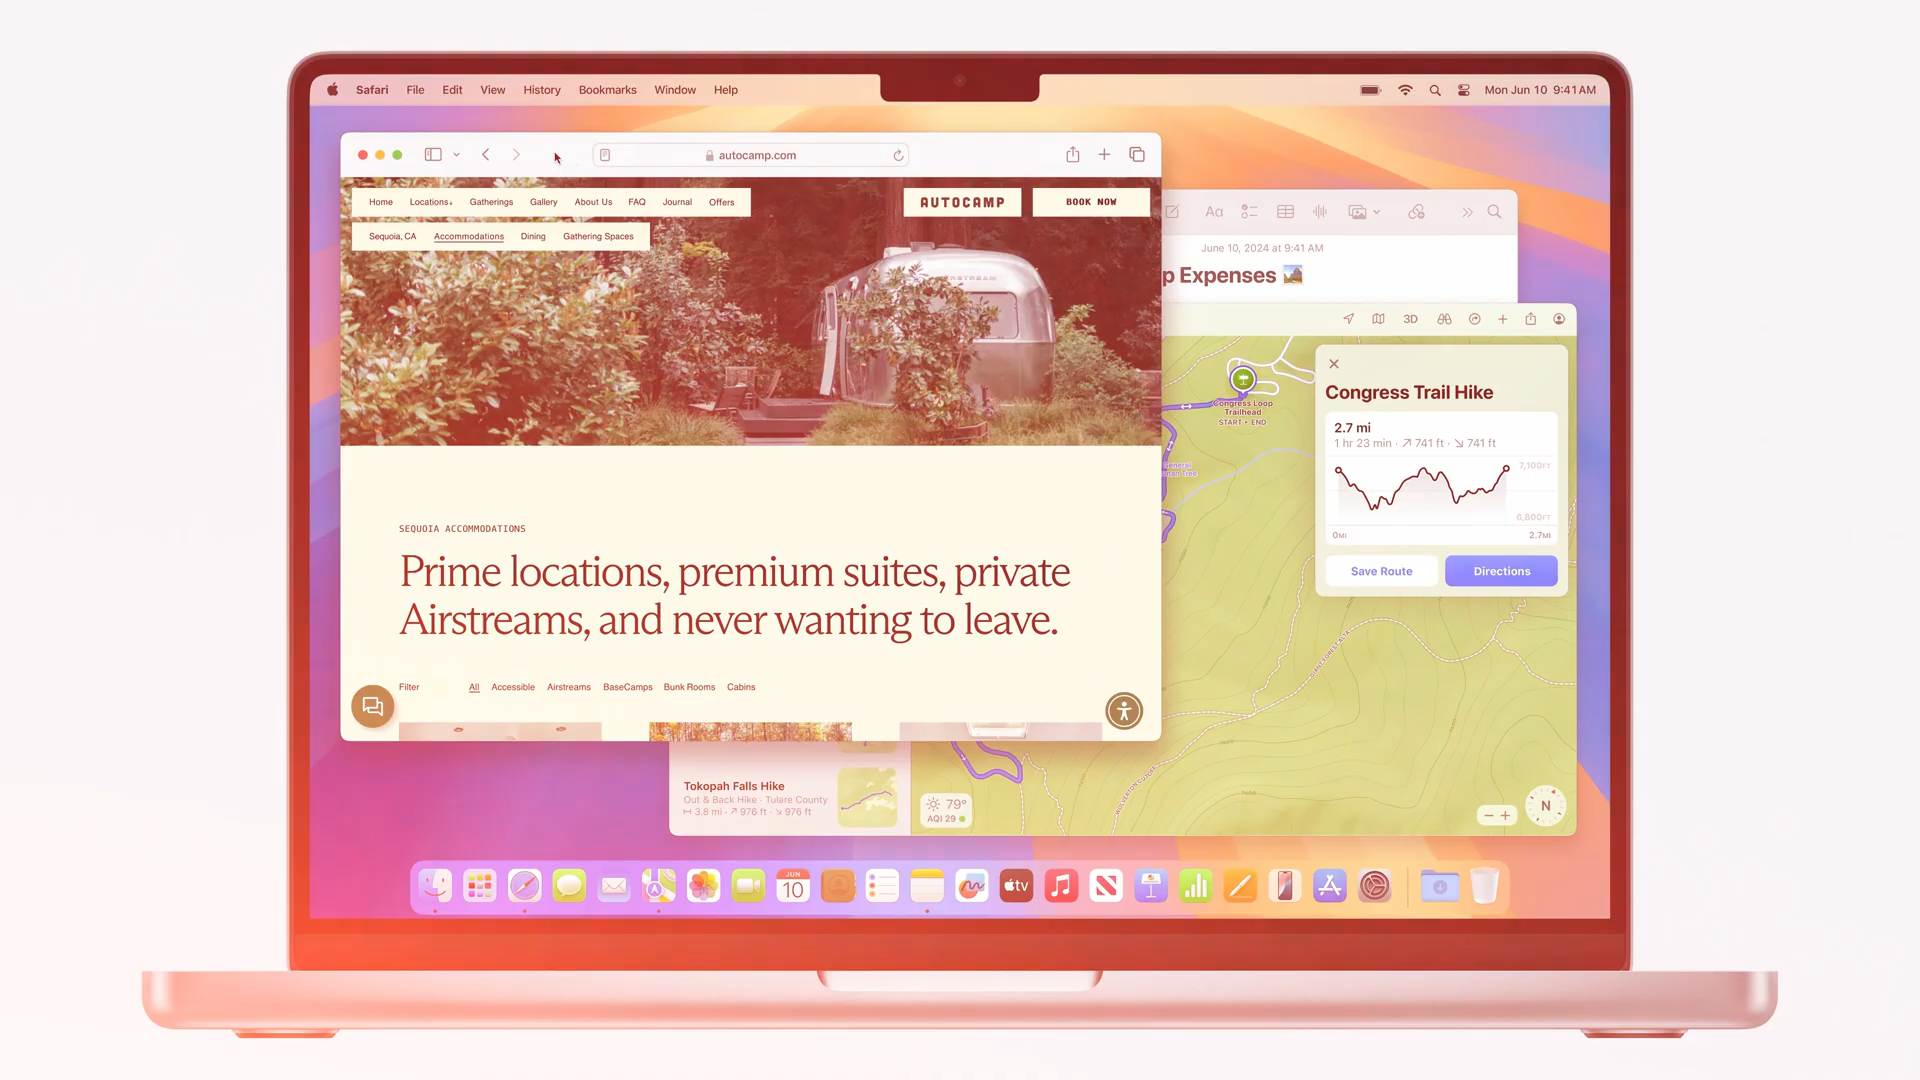 Safari File Edit View History Bookmarks Window Help
Mon Jun 10 9:41 AM
autocamp.com
Home Locations+ Gatherings Gallery About Us FAQ Journal Offers
AUTOCAMP
BOOK NOW
Sequoia, CA Accommodations Dining Gathering Spaces
SEQUOIA ACCOMMODATIONS
Prime locations, premium suites, private
Airstreams, and never wanting to leave.
Filter All Accessible Airstreams BaseCamps Bunk Rooms Cabins
Aa
June 10, 2024 at 9:41 AM
p Expenses
3D
Congress Loop
Trailhead
START • END
General
Congress Trail Hike
2.7 mi
1 hr 23 min · ↗ 741 ft · ↘ 741 ft
7,100FT
6,800FT
0MI 2.7MI
Save Route
Directions
WOLVERTON CUTOFF
Tokopah Falls Hike
Out & Back Hike · Tulare County
3.8 mi · ↗ 976 ft · ↘ 976 ft
79°
AQI 29
N
JUN
10
tv